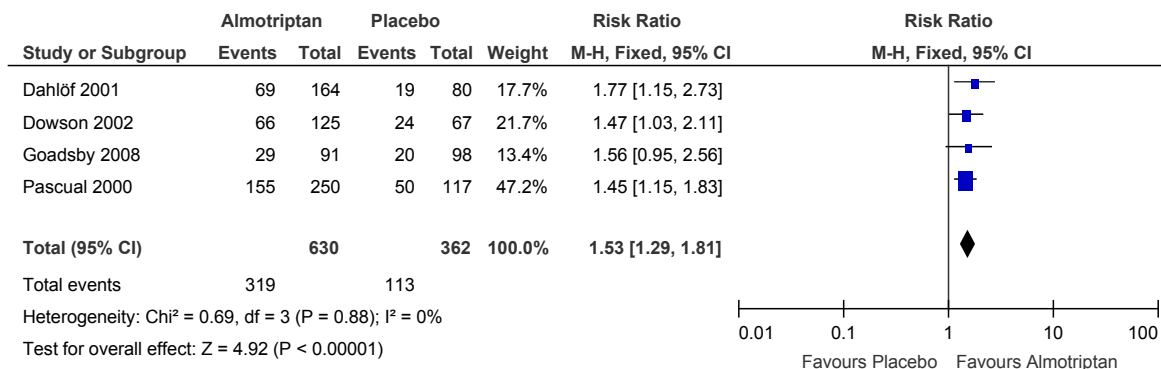 Almotriptan Placebo Risk Ratio Risk Ratio
Study or Subgroup Events Total Events Total Weight M-H, Fixed, 95% CI M-H, Fixed, 95% CI
Dahlöf 2001 69 164 19 80 17.7% 1.77 [1.15, 2.73]
Dowson 2002 66 125 24 67 21.7% 1.47 [1.03, 2.11]
Goadsby 2008 29 91 20 98 13.4% 1.56 [0.95, 2.56]
Pascual 2000 155 250 50 117 47.2% 1.45 [1.15, 1.83]
Total (95% CI) 630 362 100.0% 1.53 [1.29, 1.81]
Total events 319 113
Heterogeneity: Chi² = 0.69, df = 3 (P = 0.88); I² = 0%
Test for overall effect: Z = 4.92 (P < 0.00001)
0.01 0.1 1 10 100
Favours Placebo Favours Almotriptan